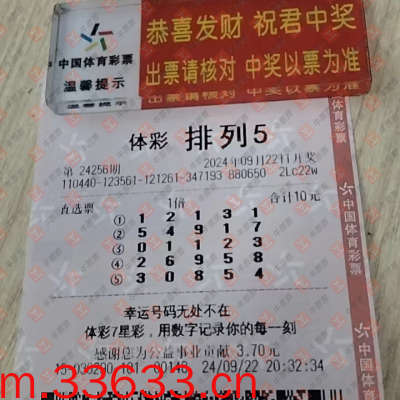 中国体育彩票
温馨提示
恭喜发财 祝君中奖
出票请核对 中奖以票为准
体彩 排列5
第 24256期 2024年09月22日开奖
110440-123561-121261-347193 880650 2Lc22w
直选票 1倍 合计10元
① 1 2 1 3 1
② 5 4 9 1 7
③ 0 1 1 2 3
④ 2 6 9 5 8
⑤ 3 0 8 5 4
幸运号码无处不在
体彩7星彩，用数字记录你的每一刻
感谢您为公益事业贡献 3.70元
24/09/22 20:32:34
m.33633.cn
中国体育彩票
中国体育彩票